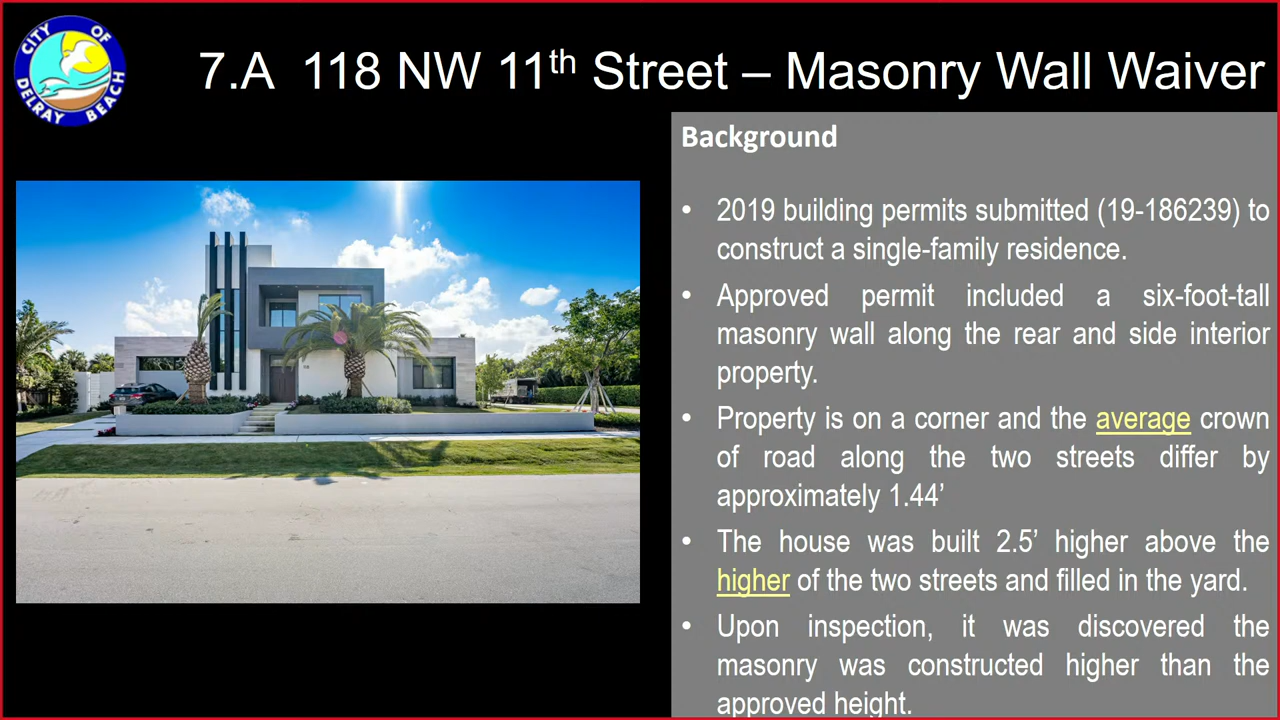 CITY OF
DELRAY BEACH
7.A 118 NW 11th Street – Masonry Wall Waiver
Background
• 2019 building permits submitted (19-186239) to
construct a single-family residence.
• Approved permit included a six-foot-tall
masonry wall along the rear and side interior
property.
• Property is on a corner and the average crown
of road along the two streets differ by
approximately 1.44’
• The house was built 2.5’ higher above the
higher of the two streets and filled in the yard.
• Upon inspection, it was discovered the
masonry was constructed higher than the
approved height.